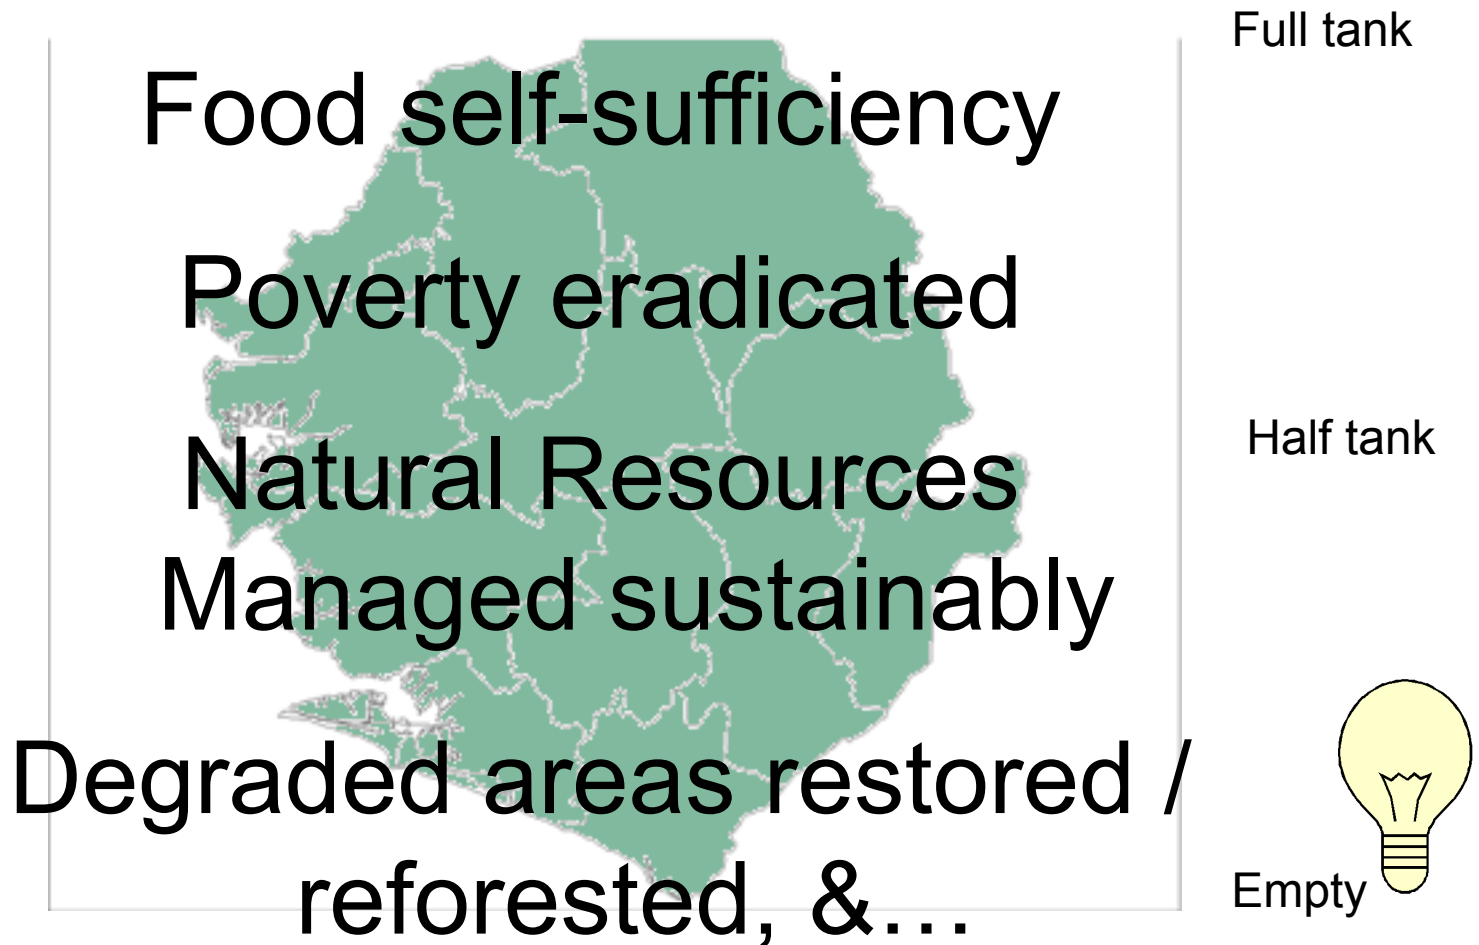 Full tank
Food self-sufficiency
Poverty eradicated
Half tank
Natural Resources
Managed sustainably
Degraded areas restored /
reforested, &…
Empty